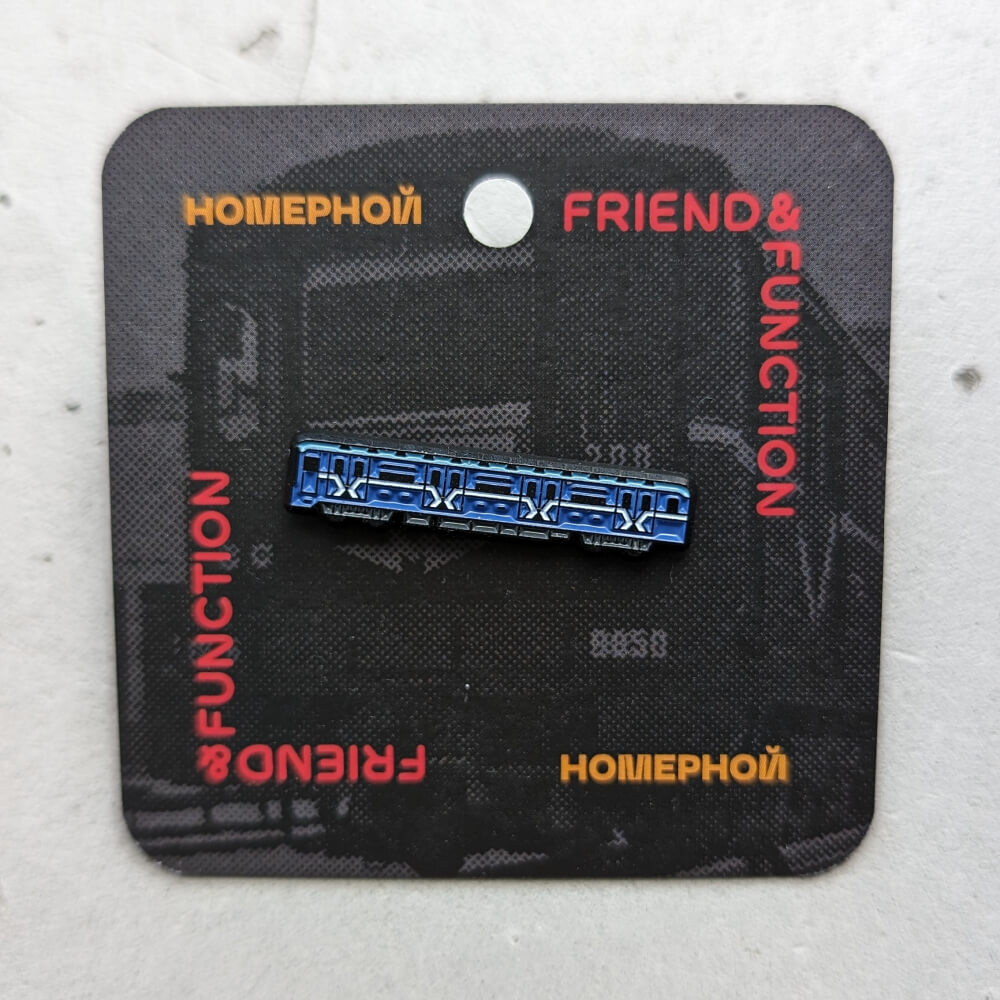 НОМЕРНОЙ
FRIEND &
FUNCTION
& FUNCTION
FRIEND
НОМЕРНОЙ